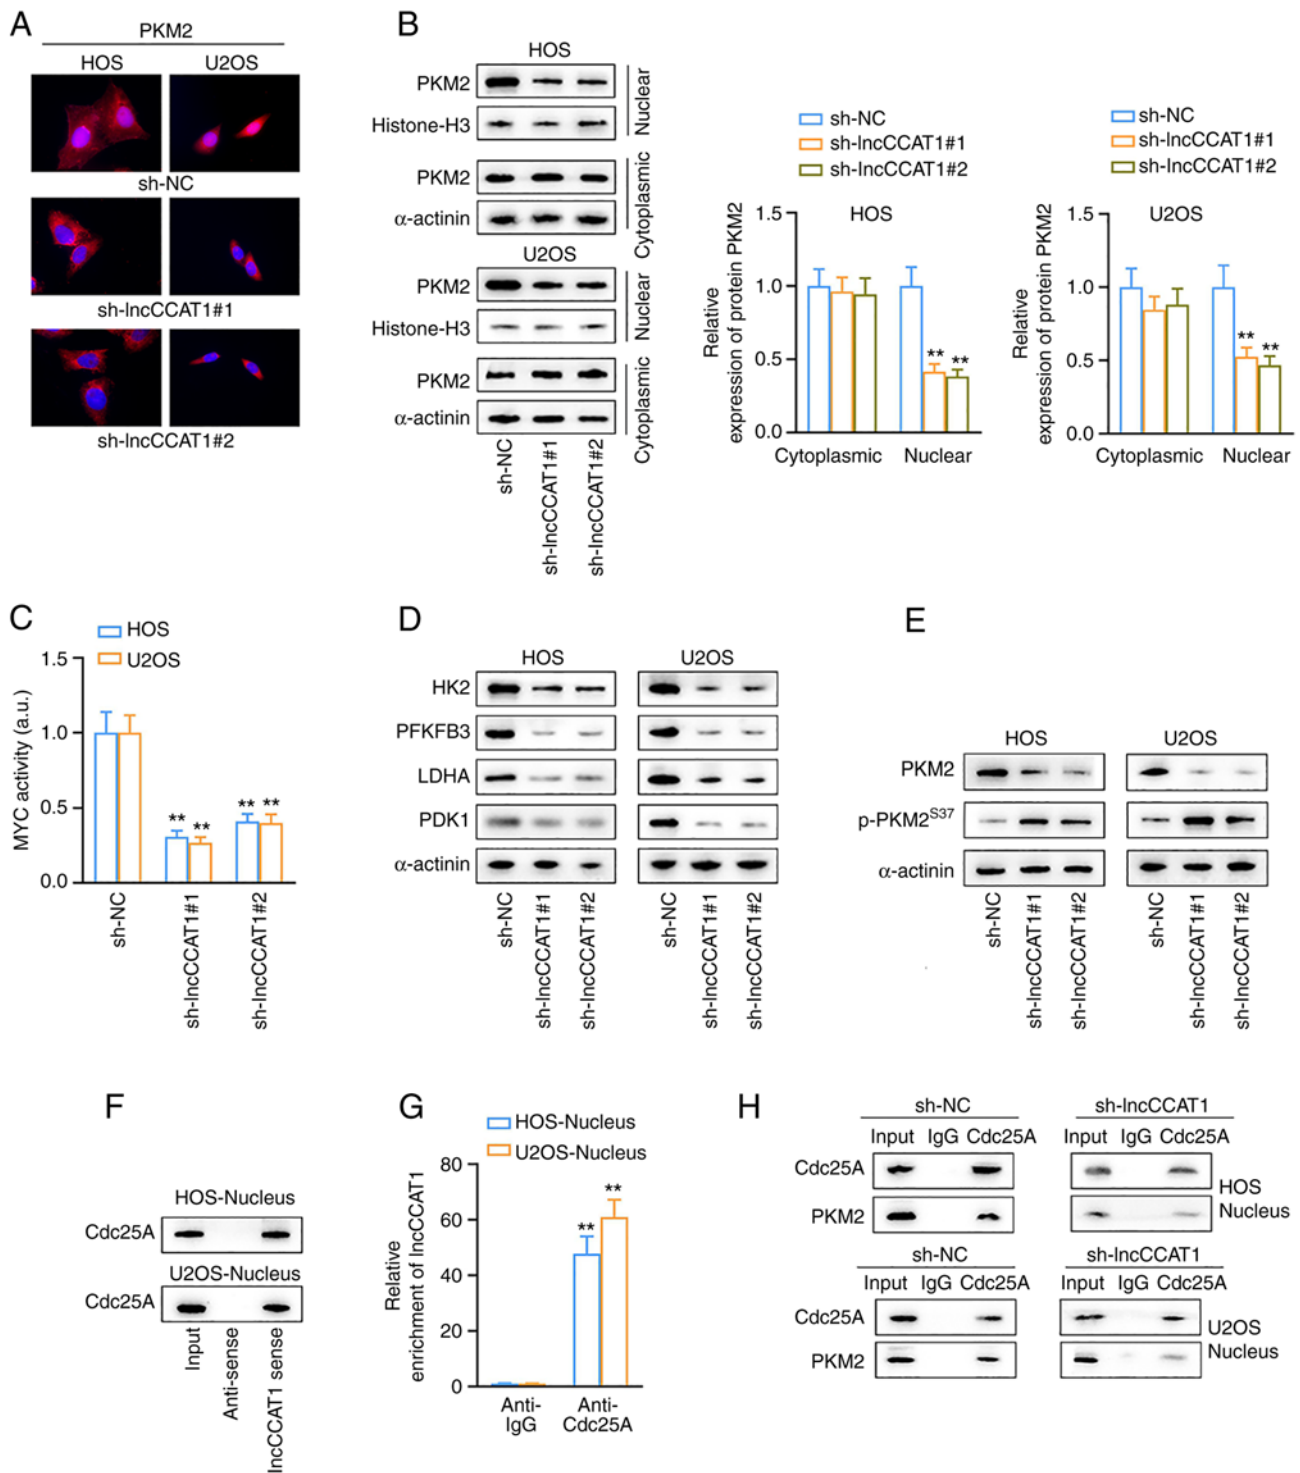 A
PKM2
HOS U2OS
sh-NC
sh-lncCCAT1#1
sh-lncCCAT1#2
B
HOS
PKM2
Histone-H3
Nuclear
PKM2
α-actinin
Cytoplasmic
U2OS
PKM2
Histone-H3
Nuclear
PKM2
α-actinin
Cytoplasmic
sh-NC
sh-lncCCAT1#1
sh-lncCCAT1#2
sh-NC
sh-lncCCAT1#1
sh-lncCCAT1#2
HOS
Relative
expression of protein PKM2
1.5
1.0
0.5
0.0
** **
Cytoplasmic Nuclear
sh-NC
sh-lncCCAT1#1
sh-lncCCAT1#2
U2OS
Relative
expression of protein PKM2
1.5
1.0
0.5
0.0
** **
Cytoplasmic Nuclear
C
HOS
U2OS
MYC activity (a.u.)
1.5
1.0
0.5
0.0
** ** ** **
sh-NC
sh-lncCCAT1#1
sh-lncCCAT1#2
D
HOS U2OS
HK2
PFKFB3
LDHA
PDK1
α-actinin
sh-NC
sh-lncCCAT1#1
sh-lncCCAT1#2
sh-NC
sh-lncCCAT1#1
sh-lncCCAT1#2
E
HOS U2OS
PKM2
p-PKM2S37
α-actinin
sh-NC
sh-lncCCAT1#1
sh-lncCCAT1#2
sh-NC
sh-lncCCAT1#1
sh-lncCCAT1#2
F
HOS-Nucleus
Cdc25A
U2OS-Nucleus
Cdc25A
Input
Anti-sense
lncCCAT1 sense
G
HOS-Nucleus
U2OS-Nucleus
Relative
enrichment of lncCCAT1
80
60
40
20
0
** **
Anti-
IgG
Anti-
Cdc25A
H
sh-NC sh-lncCCAT1
Input IgG Cdc25A Input IgG Cdc25A
Cdc25A
PKM2
HOS
Nucleus
sh-NC sh-lncCCAT1
Input IgG Cdc25A Input IgG Cdc25A
Cdc25A
PKM2
U2OS
Nucleus